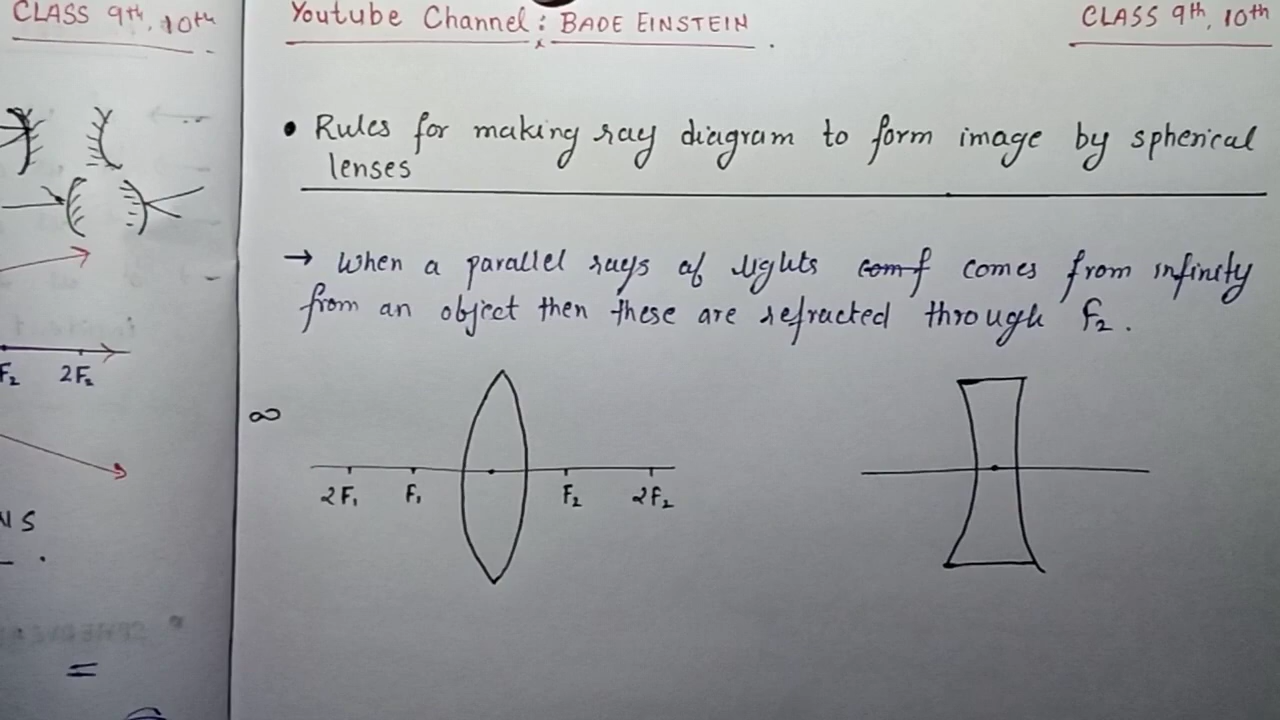 CLASS 9th, 10th
Youtube Channel: BADE EINSTEIN
CLASS 9th, 10th
• Rules for making ray diagram to form image by spherical
lenses
→ When a parallel rays of lights comes from infinity
from an object then these are refracted through F₂.
∞
2F₁ F₁ F₂ 2F₂
F₂ 2F₂
NS
=